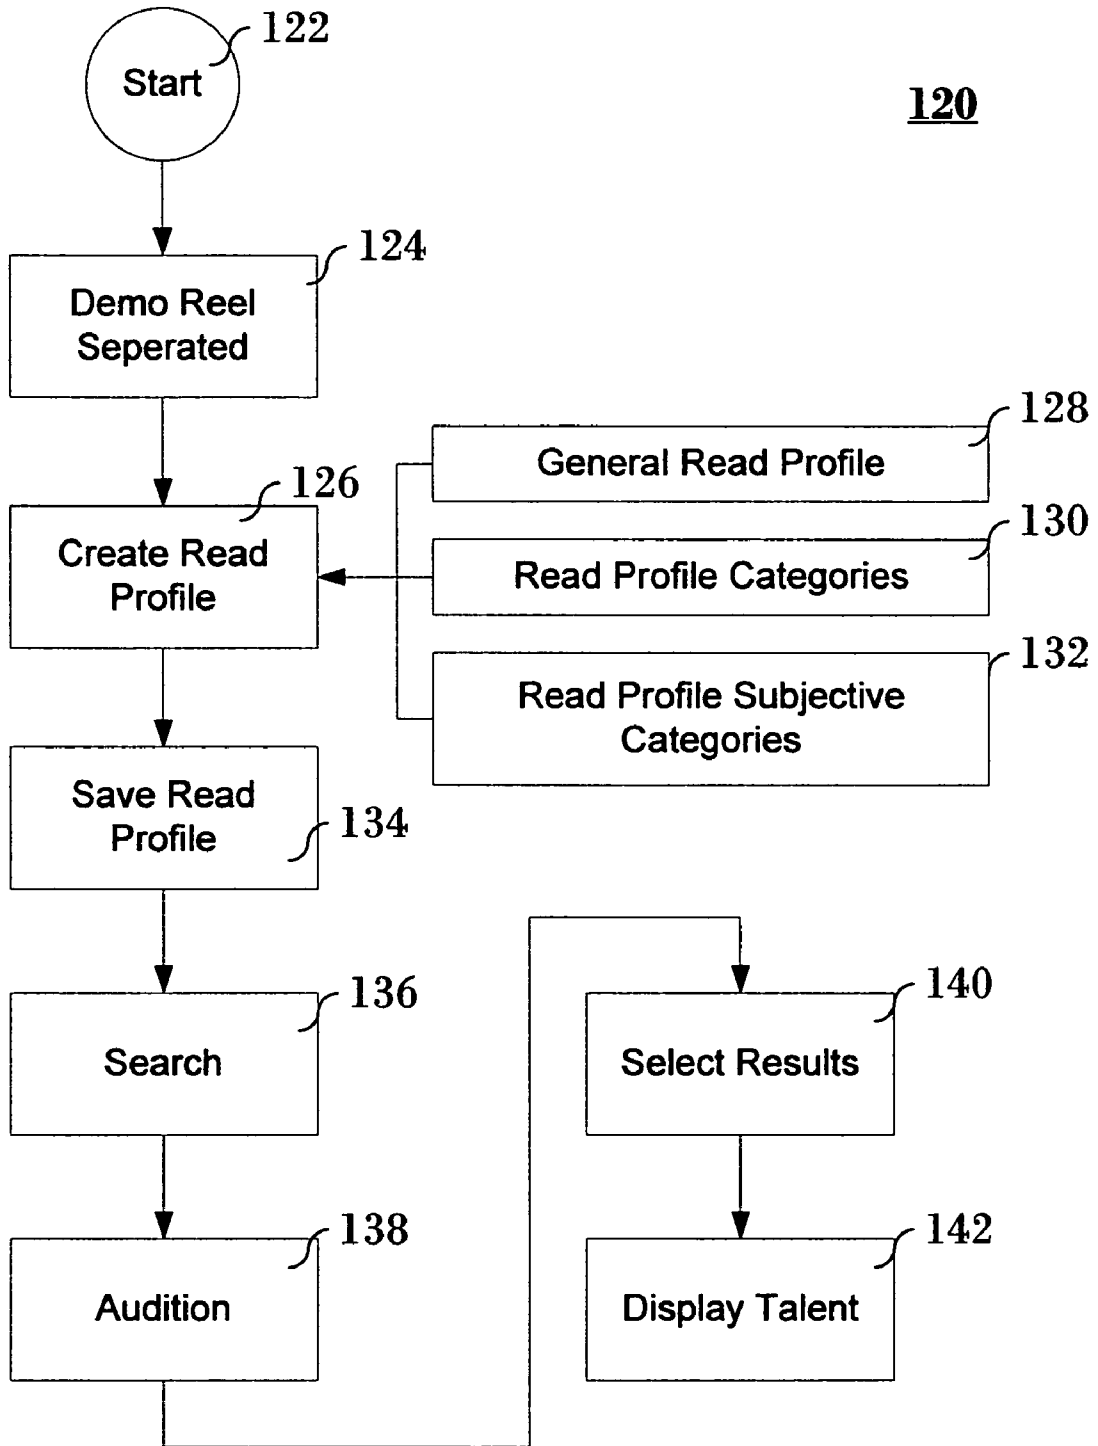 122
Start
120
124
Demo Reel
Seperated
128
General Read Profile
126
Create Read
Profile
130
Read Profile Categories
132
Read Profile Subjective
Categories
Save Read
Profile
134
136
Search
140
Select Results
138
Audition
142
Display Talent